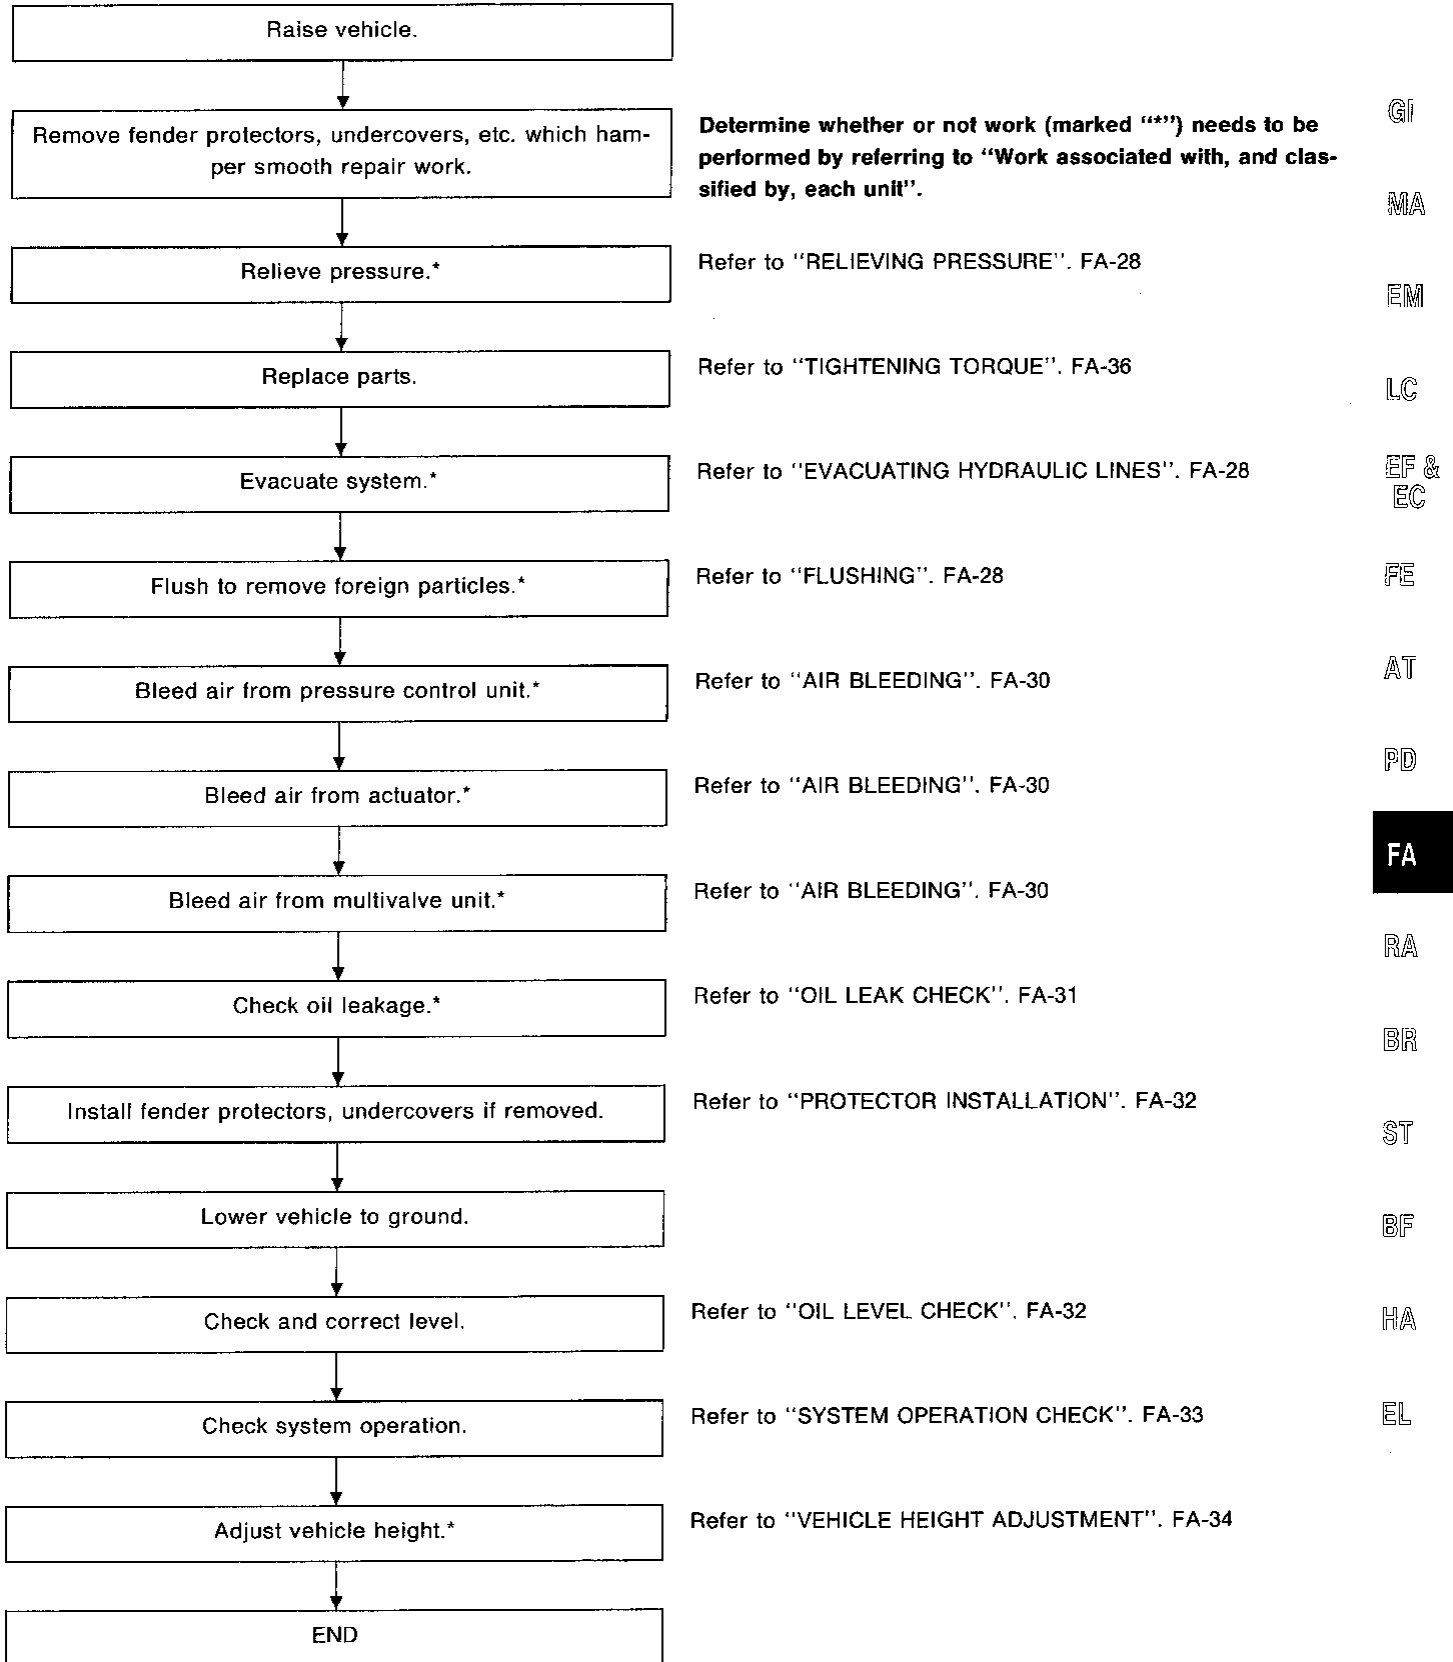 Raise vehicle.
Remove fender protectors, undercovers, etc. which ham-
per smooth repair work.
Determine whether or not work (marked "*") needs to be
performed by referring to "Work associated with, and clas-
sified by, each unit".
Relieve pressure.*
Refer to "RELIEVING PRESSURE". FA-28
Replace parts.
Refer to "TIGHTENING TORQUE". FA-36
Evacuate system.*
Refer to "EVACUATING HYDRAULIC LINES". FA-28
Flush to remove foreign particles.*
Refer to "FLUSHING". FA-28
Bleed air from pressure control unit.*
Refer to "AIR BLEEDING". FA-30
Bleed air from actuator.*
Refer to "AIR BLEEDING". FA-30
Bleed air from multivalve unit.*
Refer to "AIR BLEEDING". FA-30
Check oil leakage.*
Refer to "OIL LEAK CHECK". FA-31
Install fender protectors, undercovers if removed.
Refer to "PROTECTOR INSTALLATION". FA-32
Lower vehicle to ground.
Check and correct level.
Refer to "OIL LEVEL CHECK". FA-32
Check system operation.
Refer to "SYSTEM OPERATION CHECK". FA-33
Adjust vehicle height.*
Refer to "VEHICLE HEIGHT ADJUSTMENT". FA-34
END
GI
MA
EM
LC
EF &
EC
FE
AT
PD
FA
RA
BR
ST
BF
HA
EL